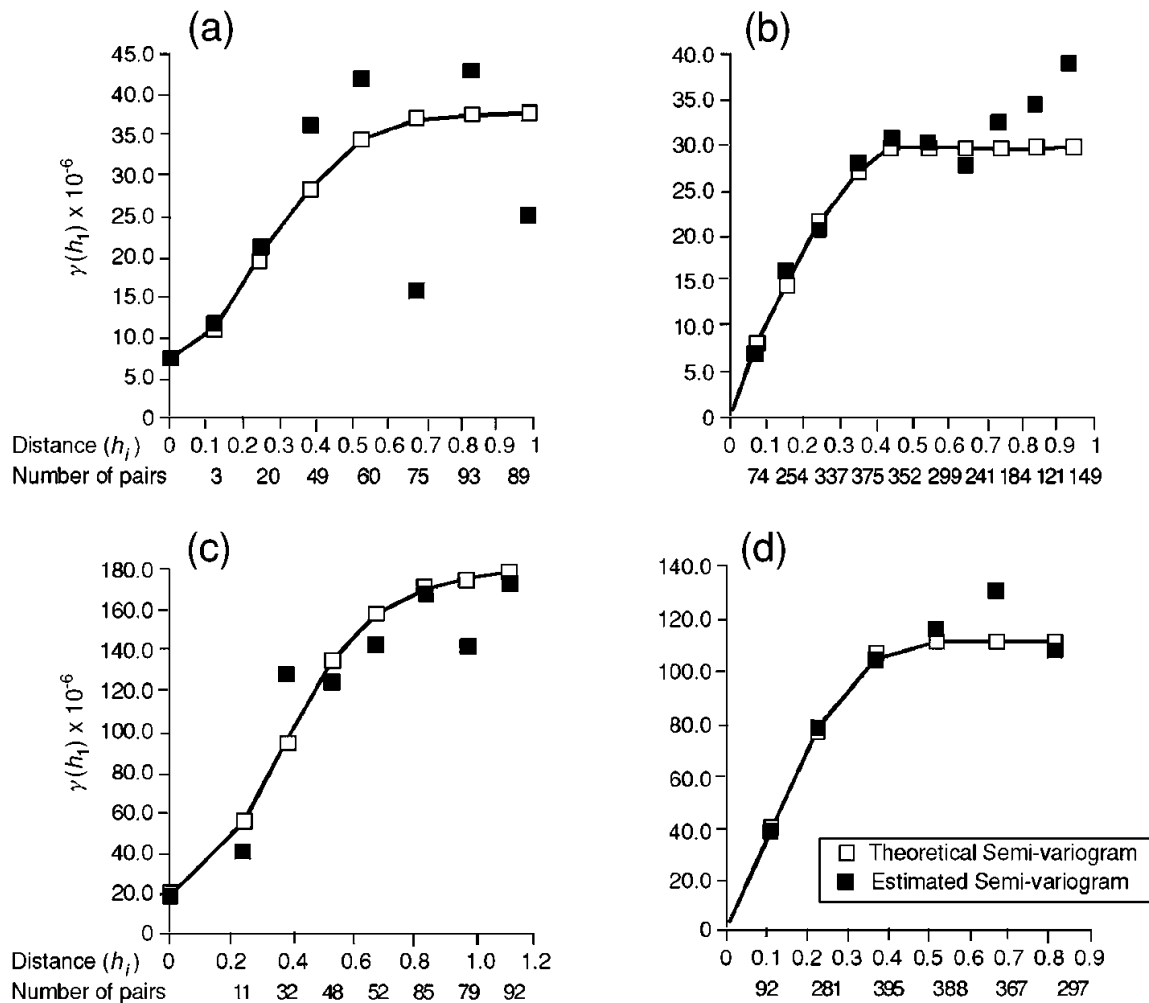 (a)
45.0
40.0
35.0
30.0
25.0
20.0
15.0
10.0
5.0
0
γ(h₁) x 10⁻⁶
0 0.1 0.2 0.3 0.4 0.5 0.6 0.7 0.8 0.9 1
Distance (hᵢ)
Number of pairs 3 20 49 60 75 93 89
(b)
40.0
35.0
30.0
25.0
20.0
15.0
10.0
5.0
0
0 0.1 0.2 0.3 0.4 0.5 0.6 0.7 0.8 0.9 1
74 254 337 375 352 299 241 184 121 149
(c)
180.0
160.0
140.0
120.0
100.0
80.0
60.0
40.0
20.0
0
γ(h₁) x 10⁻⁶
Distance (hᵢ) 0 0.2 0.4 0.6 0.8 1.0 1.2
Number of pairs 11 32 48 52 85 79 92
(d)
140.0
120.0
100.0
80.0
60.0
40.0
20.0
0
Theoretical Semi-variogram
Estimated Semi-variogram
0 0.1 0.2 0.3 0.4 0.5 0.6 0.7 0.8 0.9
92 281 395 388 367 297